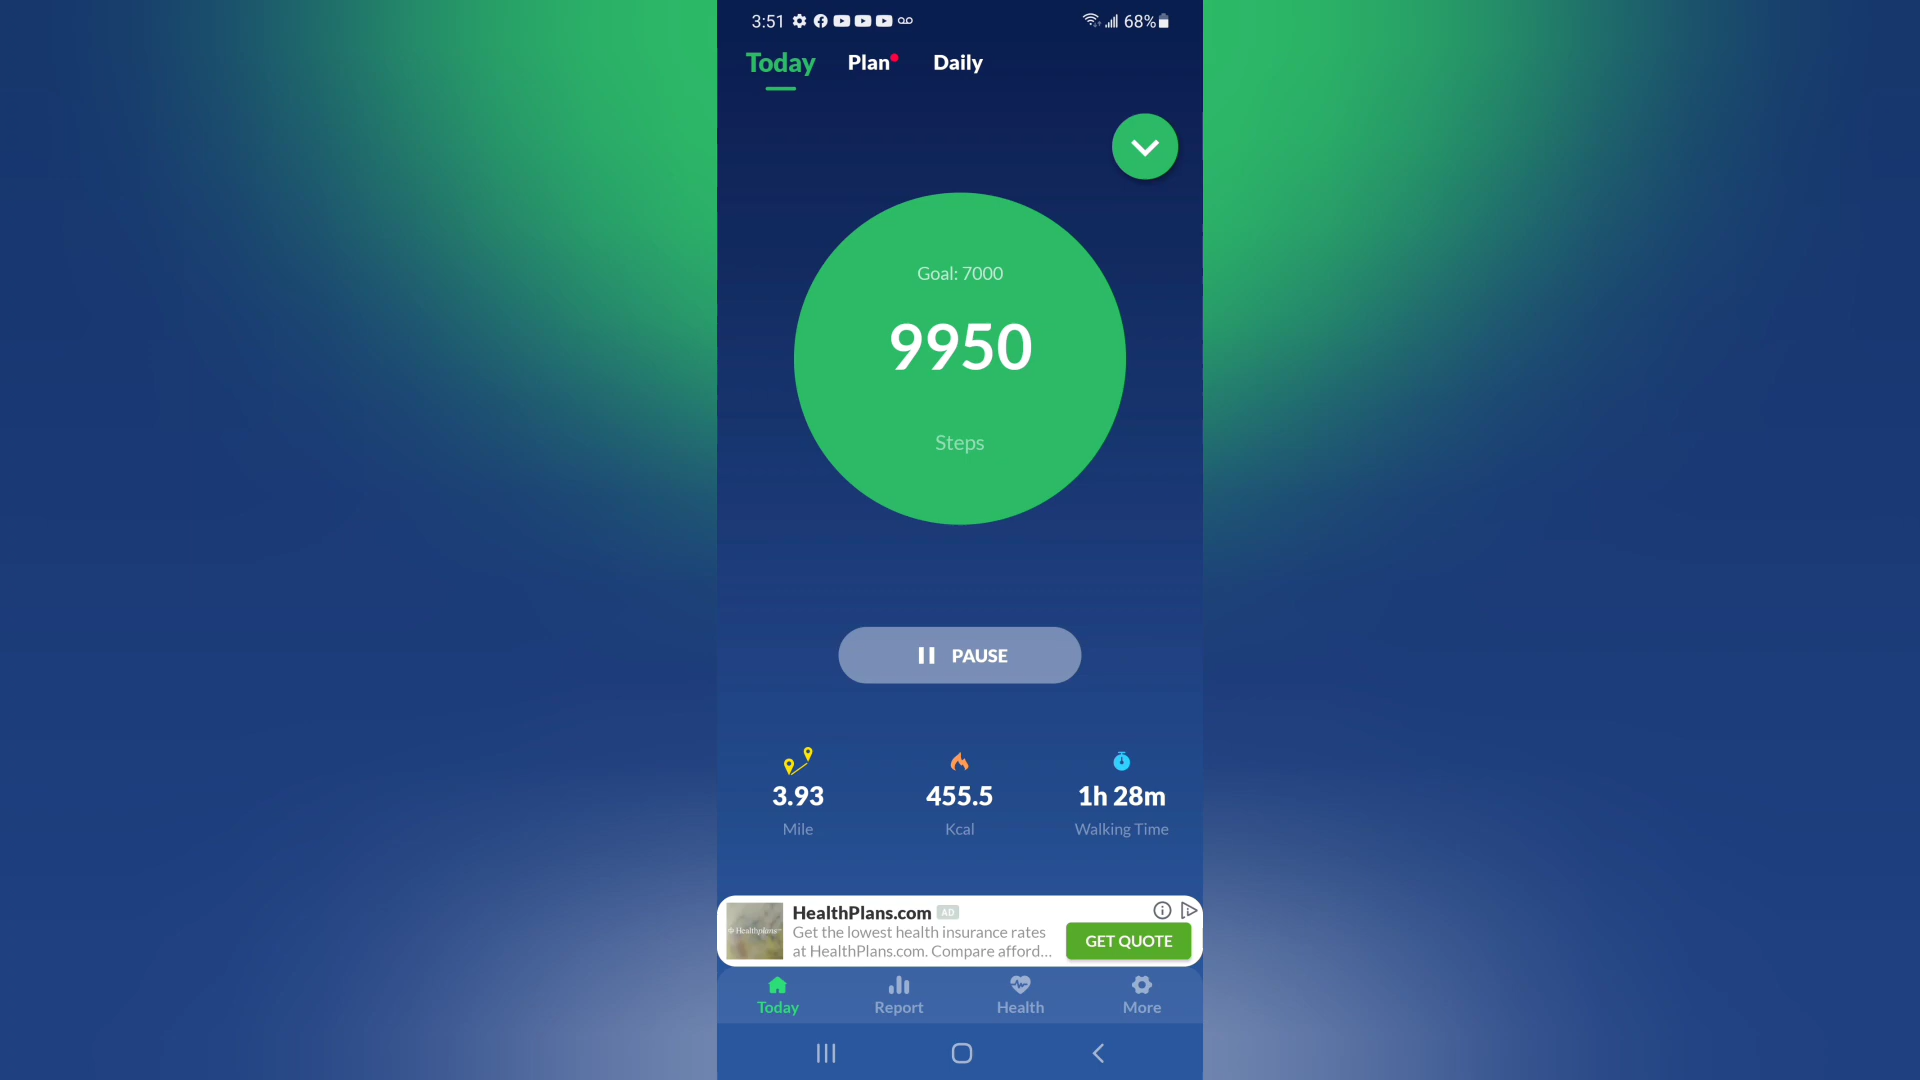 3:51 68%
Today Plan Daily
Goal: 7000
9950
Steps
PAUSE
3.93 455.5 1h 28m
Mile Kcal Walking Time
HealthPlans.com AD
Get the lowest health insurance rates
at HealthPlans.com. Compare afford...
GET QUOTE
Healthplans
Today Report Health More